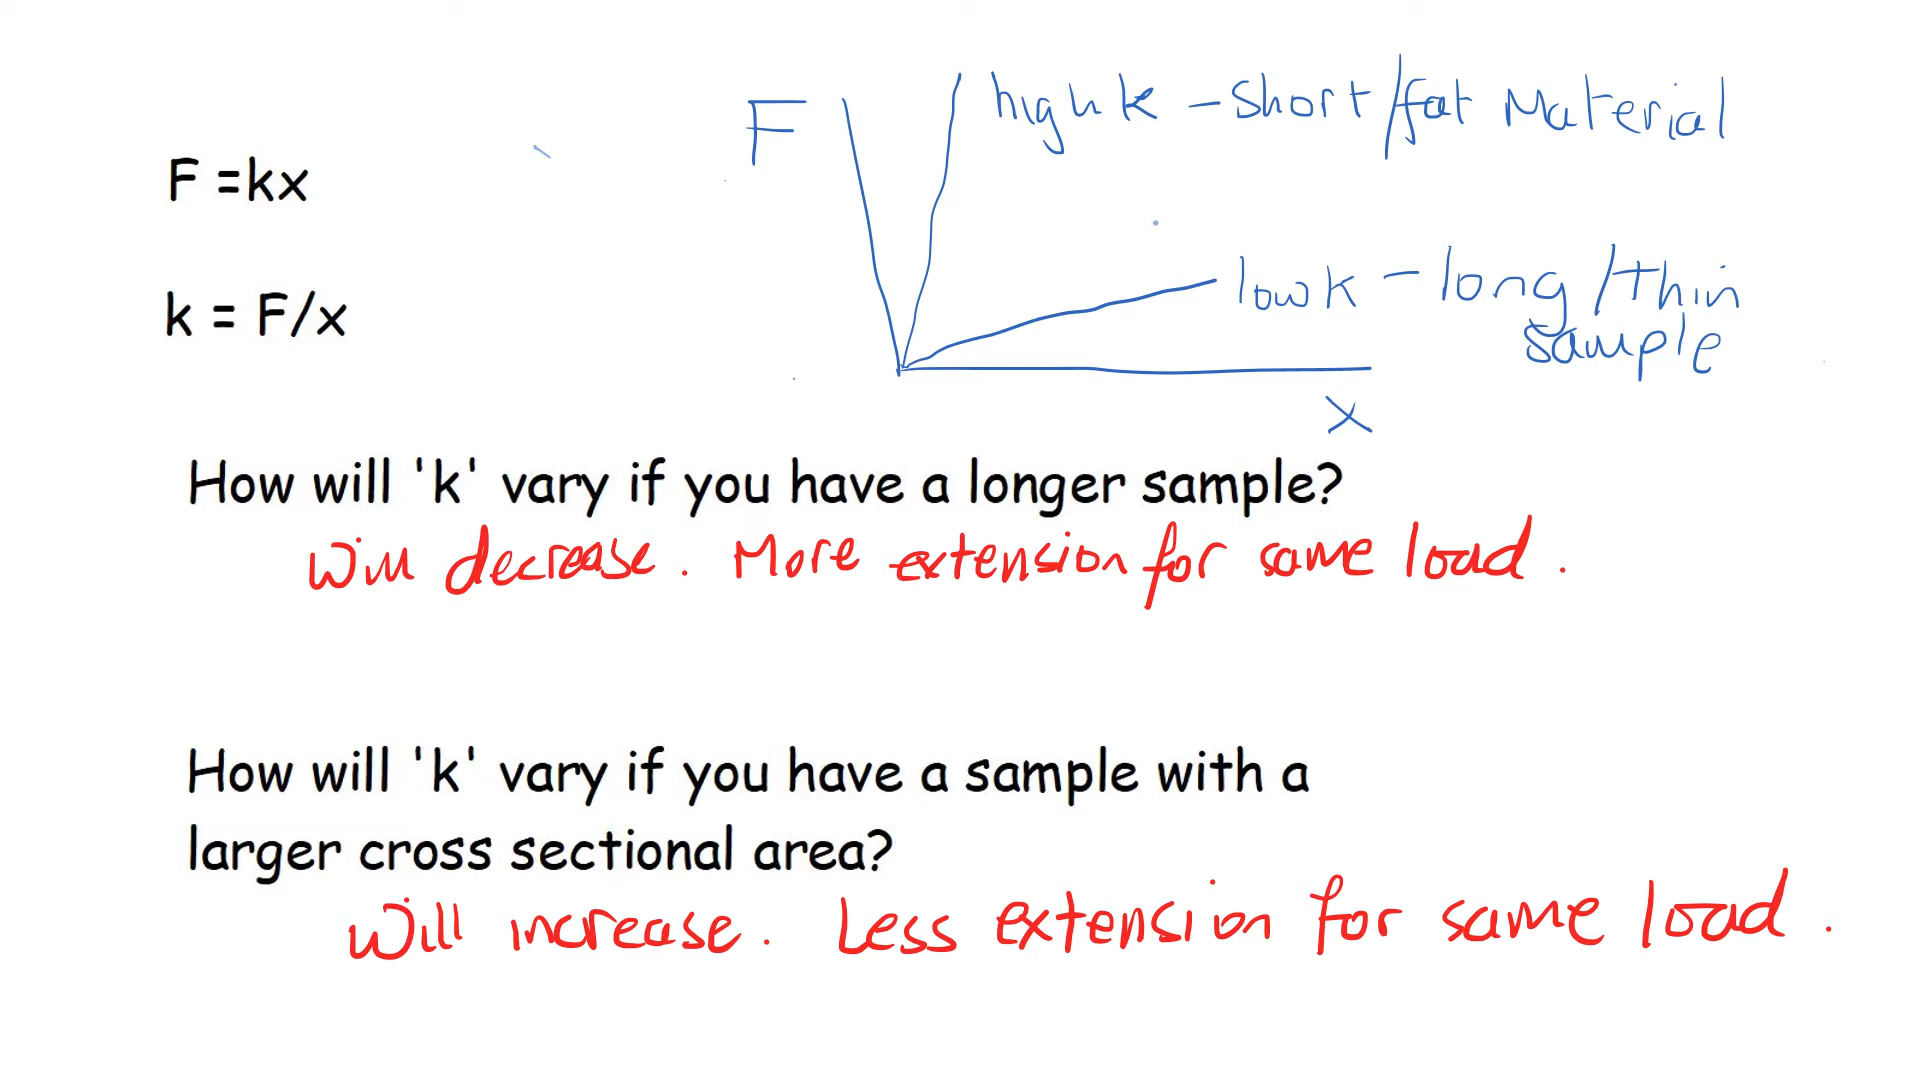 F
high k - short/fat Material
F =kx
low k - long/thin
sample
k = F/x
x
How will 'k' vary if you have a longer sample?
Will decrease. More extension for same load.
How will 'k' vary if you have a sample with a
larger cross sectional area?
Will increase. Less extension for same load.